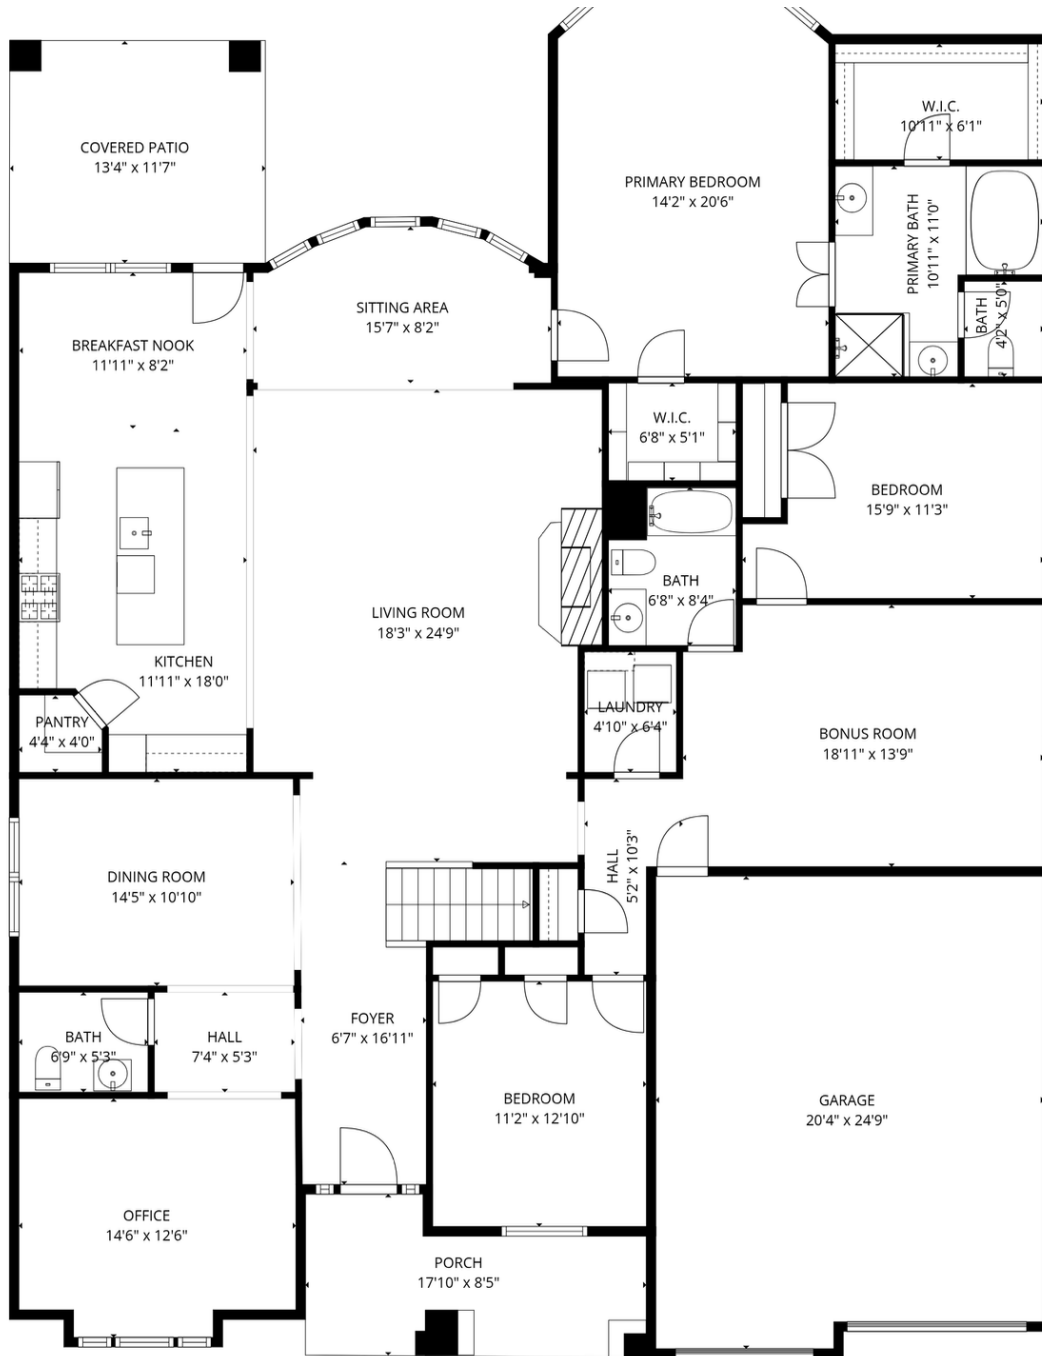 COVERED PATIO
13'4" x 11'7"
W.I.C.
10'11" x 6'1"
PRIMARY BEDROOM
14'2" x 20'6"
PRIMARY BATH
10'11" x 11'0"
BATH
4'2" x 5'0"
SITTING AREA
15'7" x 8'2"
BREAKFAST NOOK
11'11" x 8'2"
W.I.C.
6'8" x 5'1"
BEDROOM
15'9" x 11'3"
BATH
6'8" x 8'4"
LIVING ROOM
18'3" x 24'9"
KITCHEN
11'11" x 18'0"
PANTRY
4'4" x 4'0"
LAUNDRY
4'10" x 6'4"
BONUS ROOM
18'11" x 13'9"
DINING ROOM
14'5" x 10'10"
HALL
5'2" x 10'3"
BATH
6'9" x 5'3"
HALL
7'4" x 5'3"
FOYER
6'7" x 16'11"
BEDROOM
11'2" x 12'10"
GARAGE
20'4" x 24'9"
OFFICE
14'6" x 12'6"
PORCH
17'10" x 8'5"